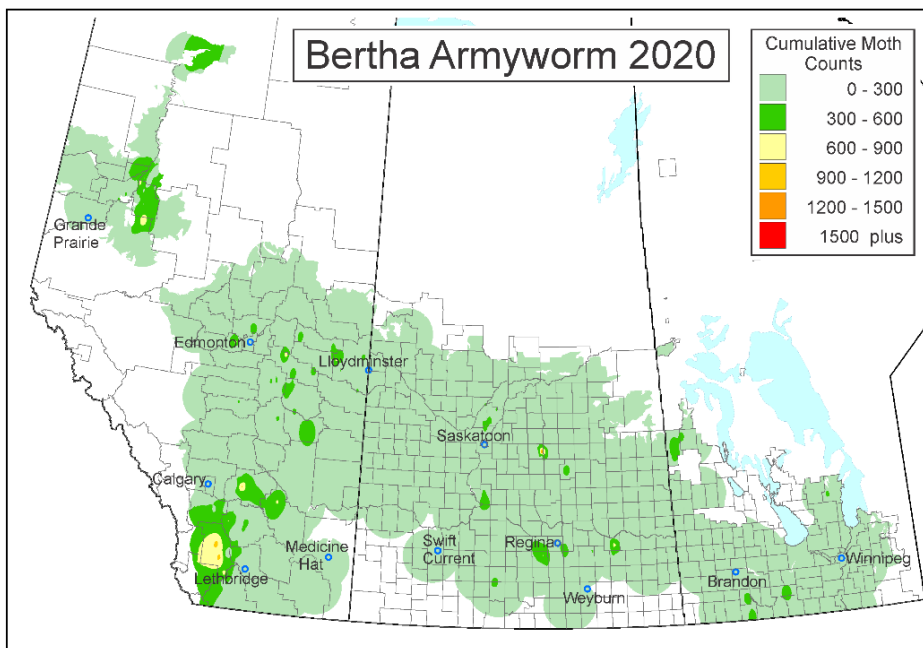 Bertha Armyworm 2020
Cumulative Moth
Counts
0 - 300
300 - 600
600 - 900
900 - 1200
1200 - 1500
1500 plus
Grande
Prairie
Edmonton
Lloydminster
Saskatoon
Calgary
Medicine
Hat
Lethbridge
Swift
Current
Regina
Weyburn
Brandon
Winnipeg